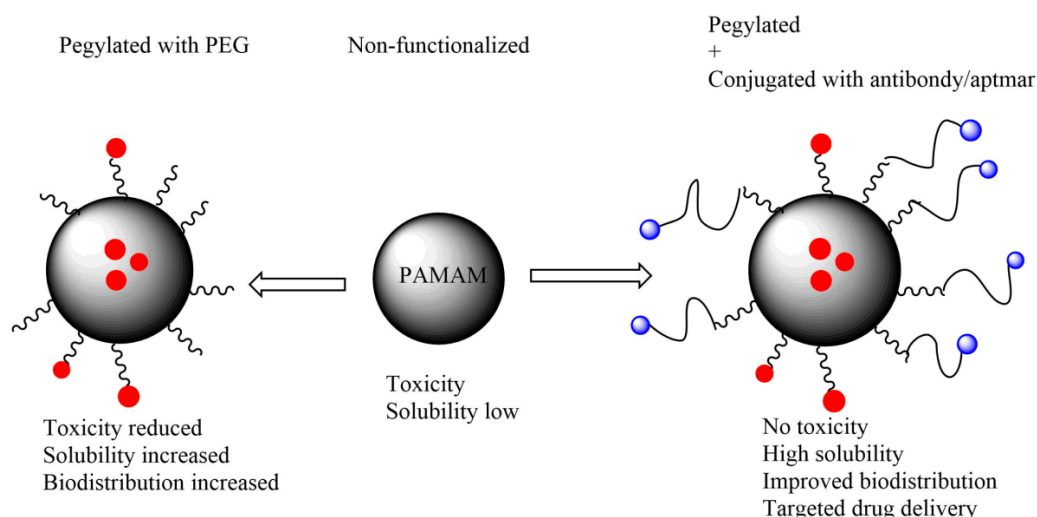 Pegylated with PEG
Non-functionalized
Pegylated
+
Conjugated with antibondy/aptmar
PAMAM
Toxicity reduced
Solubility increased
Biodistribution increased
Toxicity
Solubility low
No toxicity
High solubility
Improved biodistribution
Targeted drug delivery